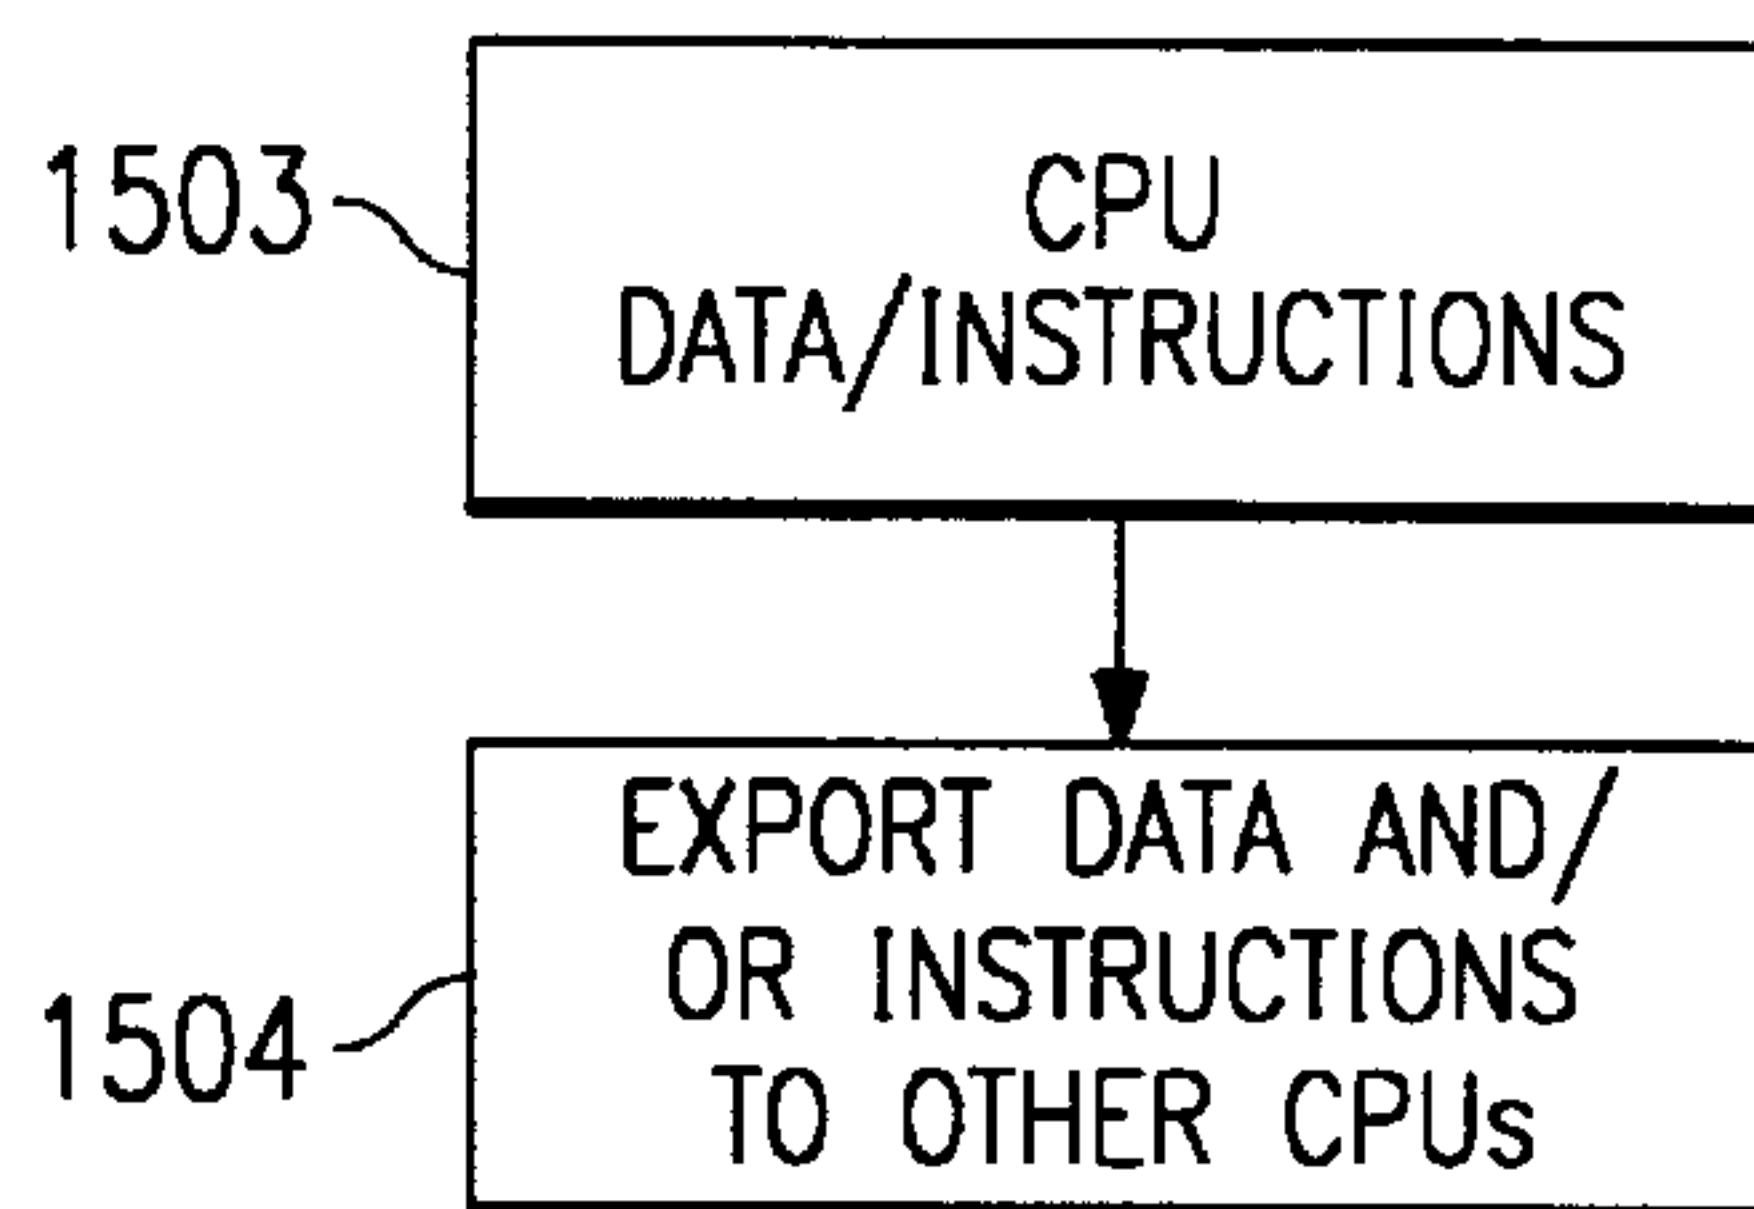 1503
CPU
DATA/INSTRUCTIONS
EXPORT DATA AND/
OR INSTRUCTIONS
TO OTHER CPUs
1504